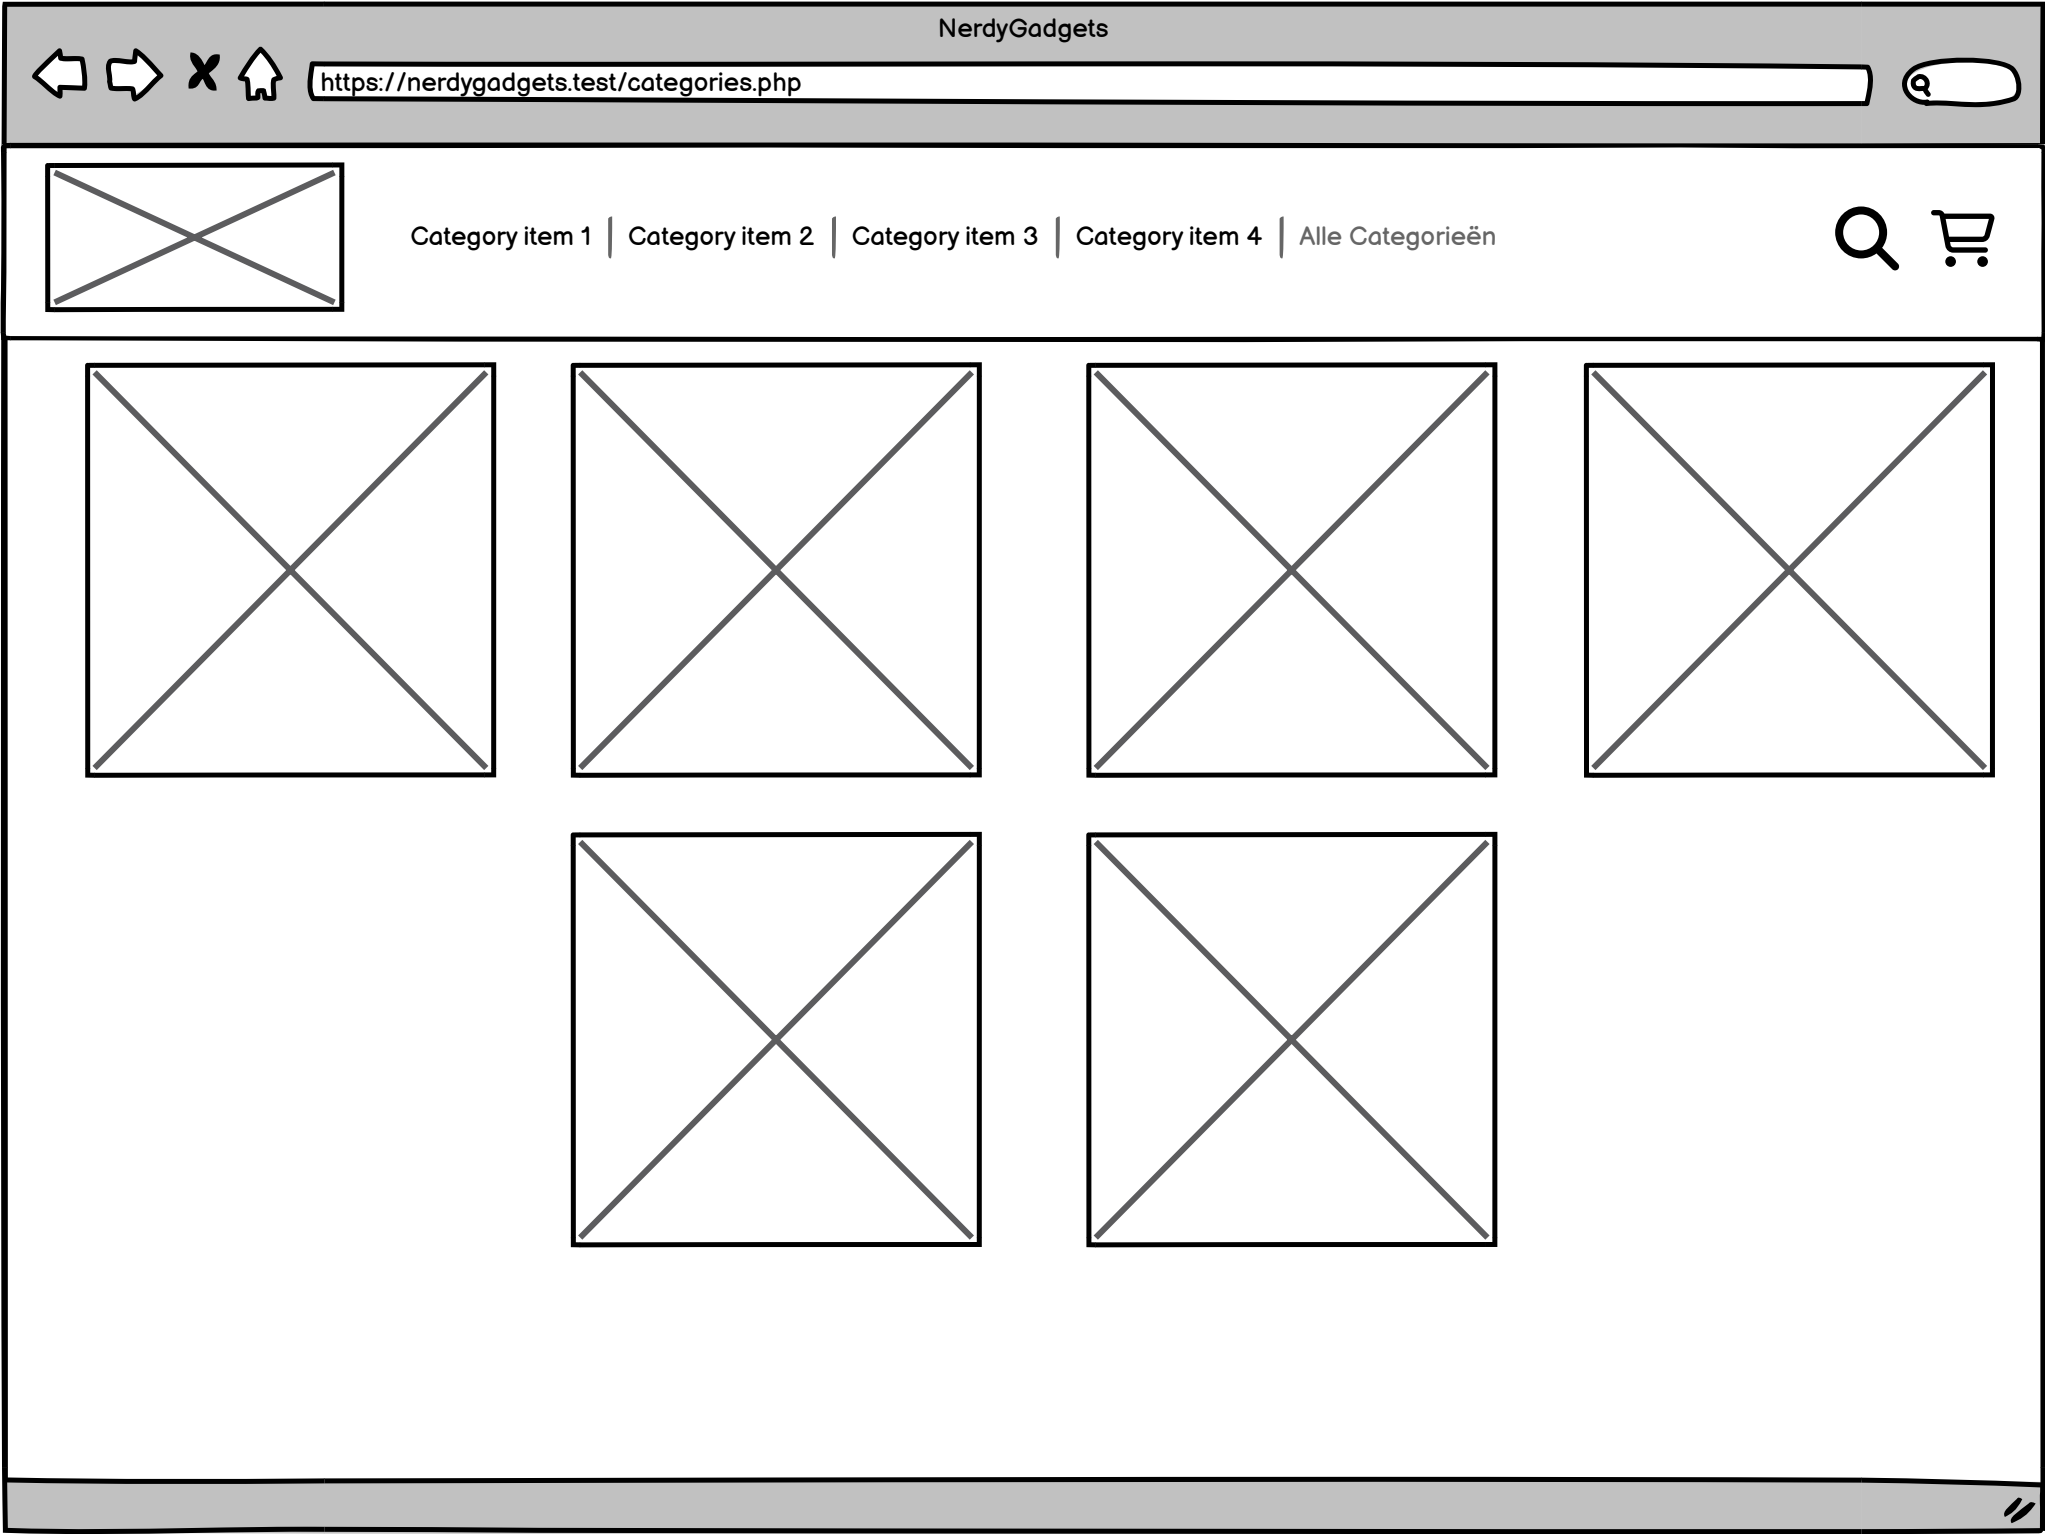 NerdyGadgets
https://nerdygadgets.test/categories.php
Category item 1 | Category item 2 | Category item 3 | Category item 4 | Alle Categorieën